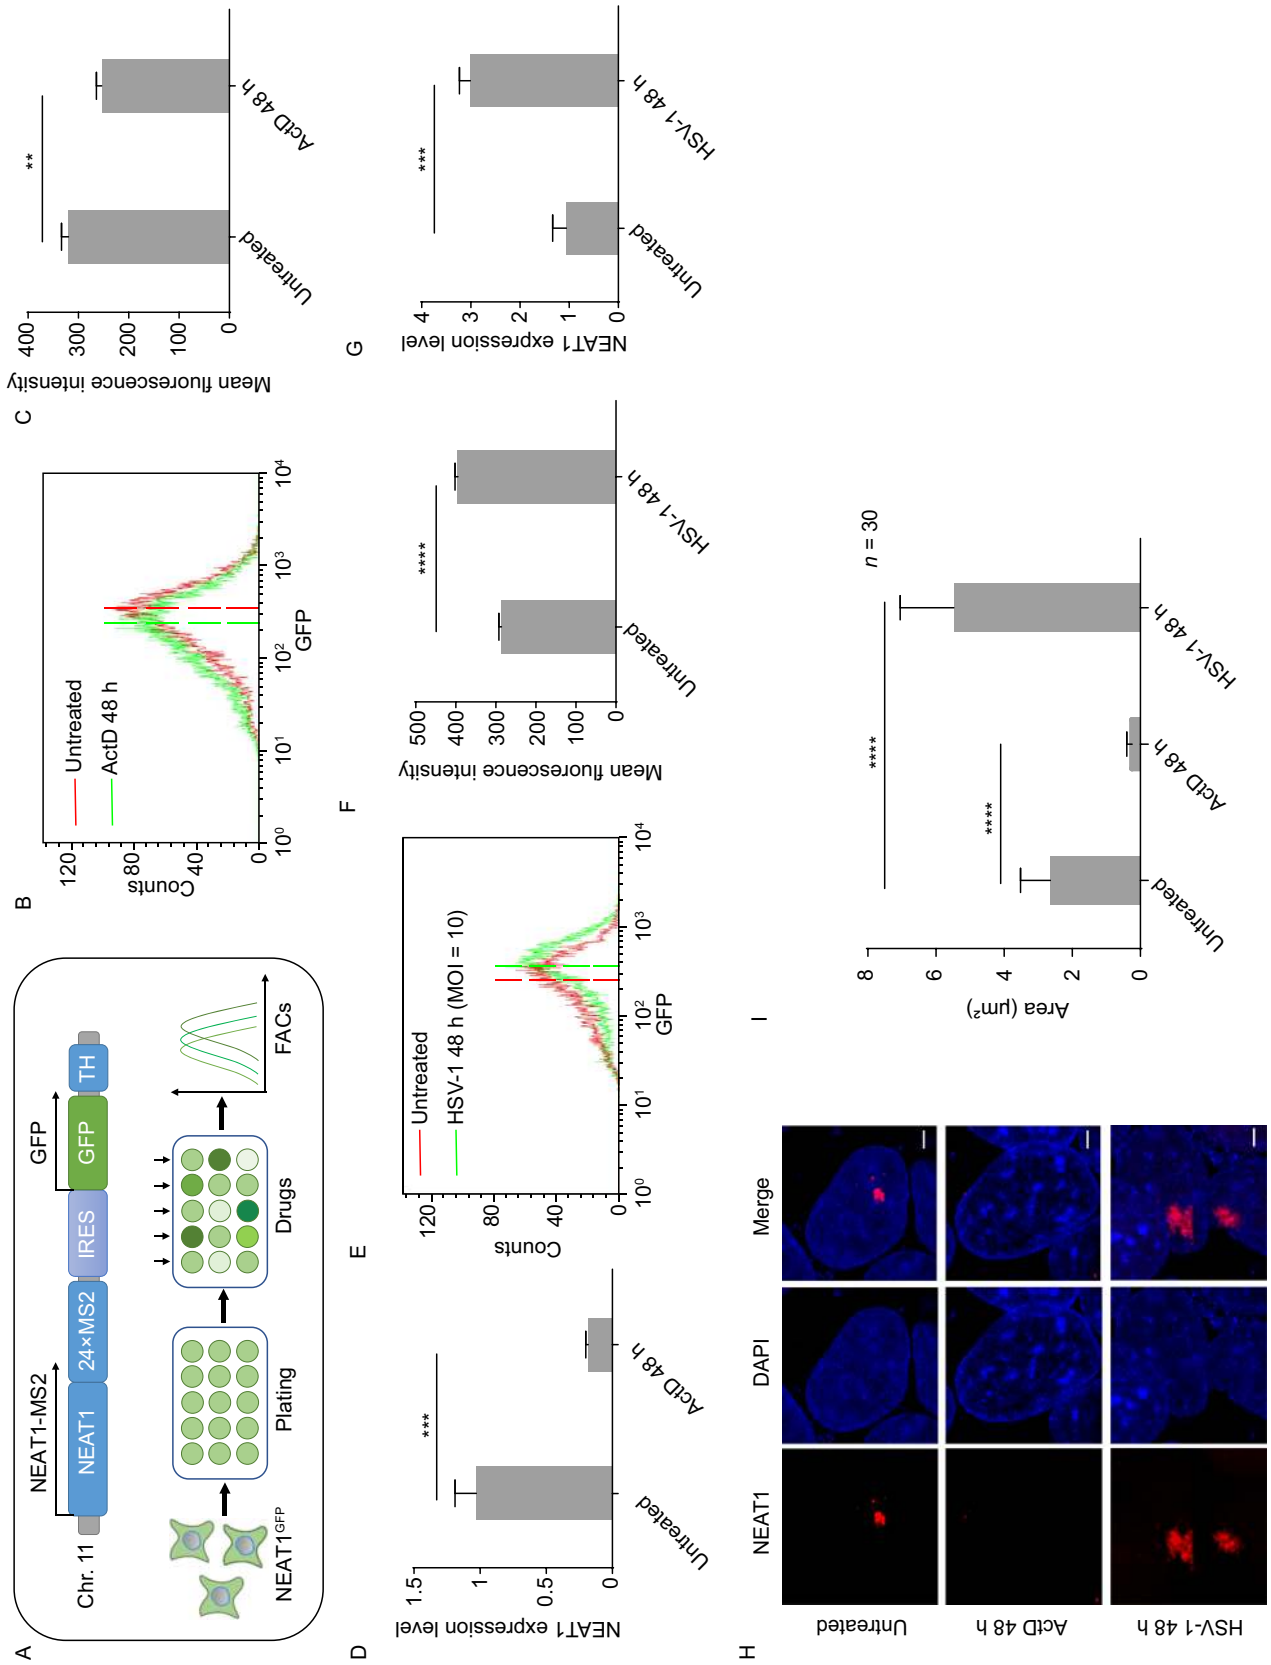 A
Chr. 11
NEAT1-MS2
GFP
NEAT1
24×MS2
IRES
GFP
TH
NEAT1GFP
Plating
Drugs
FACs
B
Counts
120
80
40
0
Untreated
ActD 48 h
10⁰
10¹
10²
10³
10⁴
GFP
C
Mean fluorescence intensity
400
300
200
100
0
**
Untreated
ActD 48 h
D
NEAT1 expression level
1.5
1
0.5
0
***
Untreated
ActD 48 h
E
Counts
120
80
40
0
Untreated
HSV-1 48 h (MOI = 10)
10⁰
10¹
10²
10³
10⁴
GFP
F
Mean fluorescence intensity
500
400
300
200
100
0
****
Untreated
HSV-1 48 h
G
NEAT1 expression level
4
3
2
1
0
***
Untreated
HSV-1 48 h
H
NEAT1
DAPI
Merge
Untreated
ActD 48 h
HSV-1 48 h
I
Area (µm²)
8
6
4
2
0
****
****
n = 30
Untreated
ActD 48 h
HSV-1 48 h